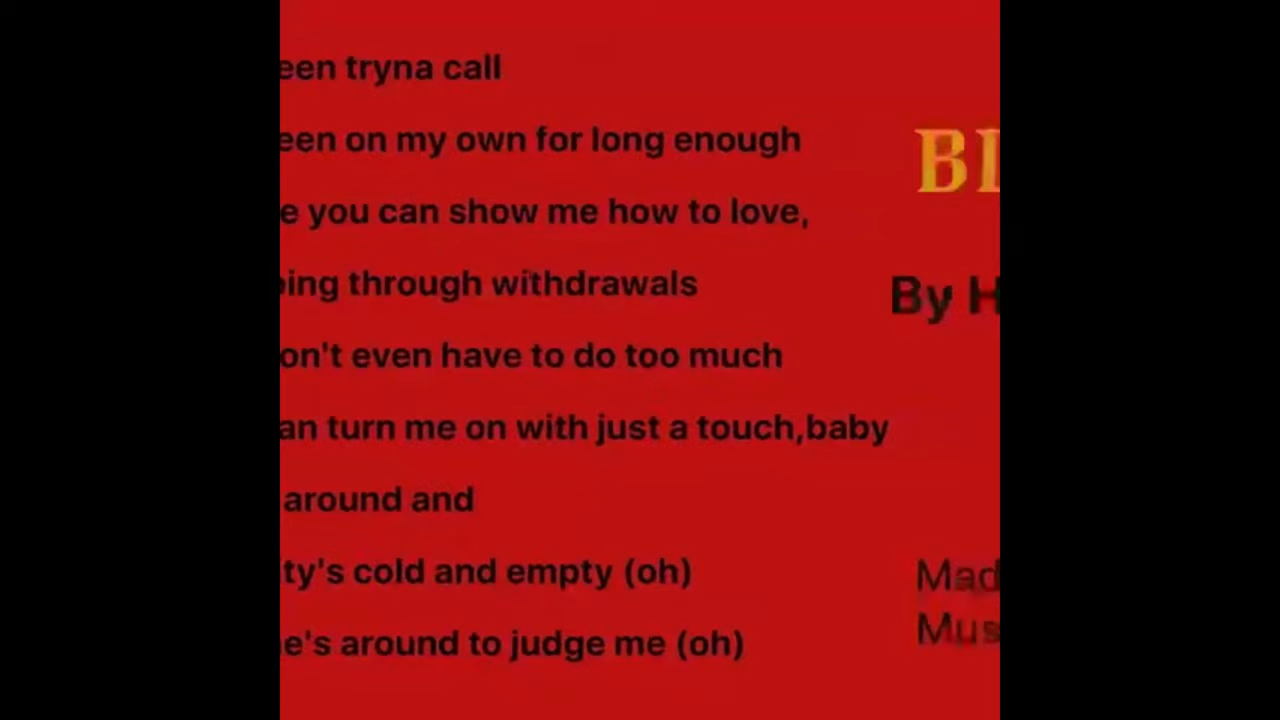 een tryna call
een on my own for long enough
e you can show me how to love,
ing through withdrawals
on't even have to do too much
an turn me on with just a touch,baby
around and
ty's cold and empty (oh)
e's around to judge me (oh)
BL
By H
Mad
Mus